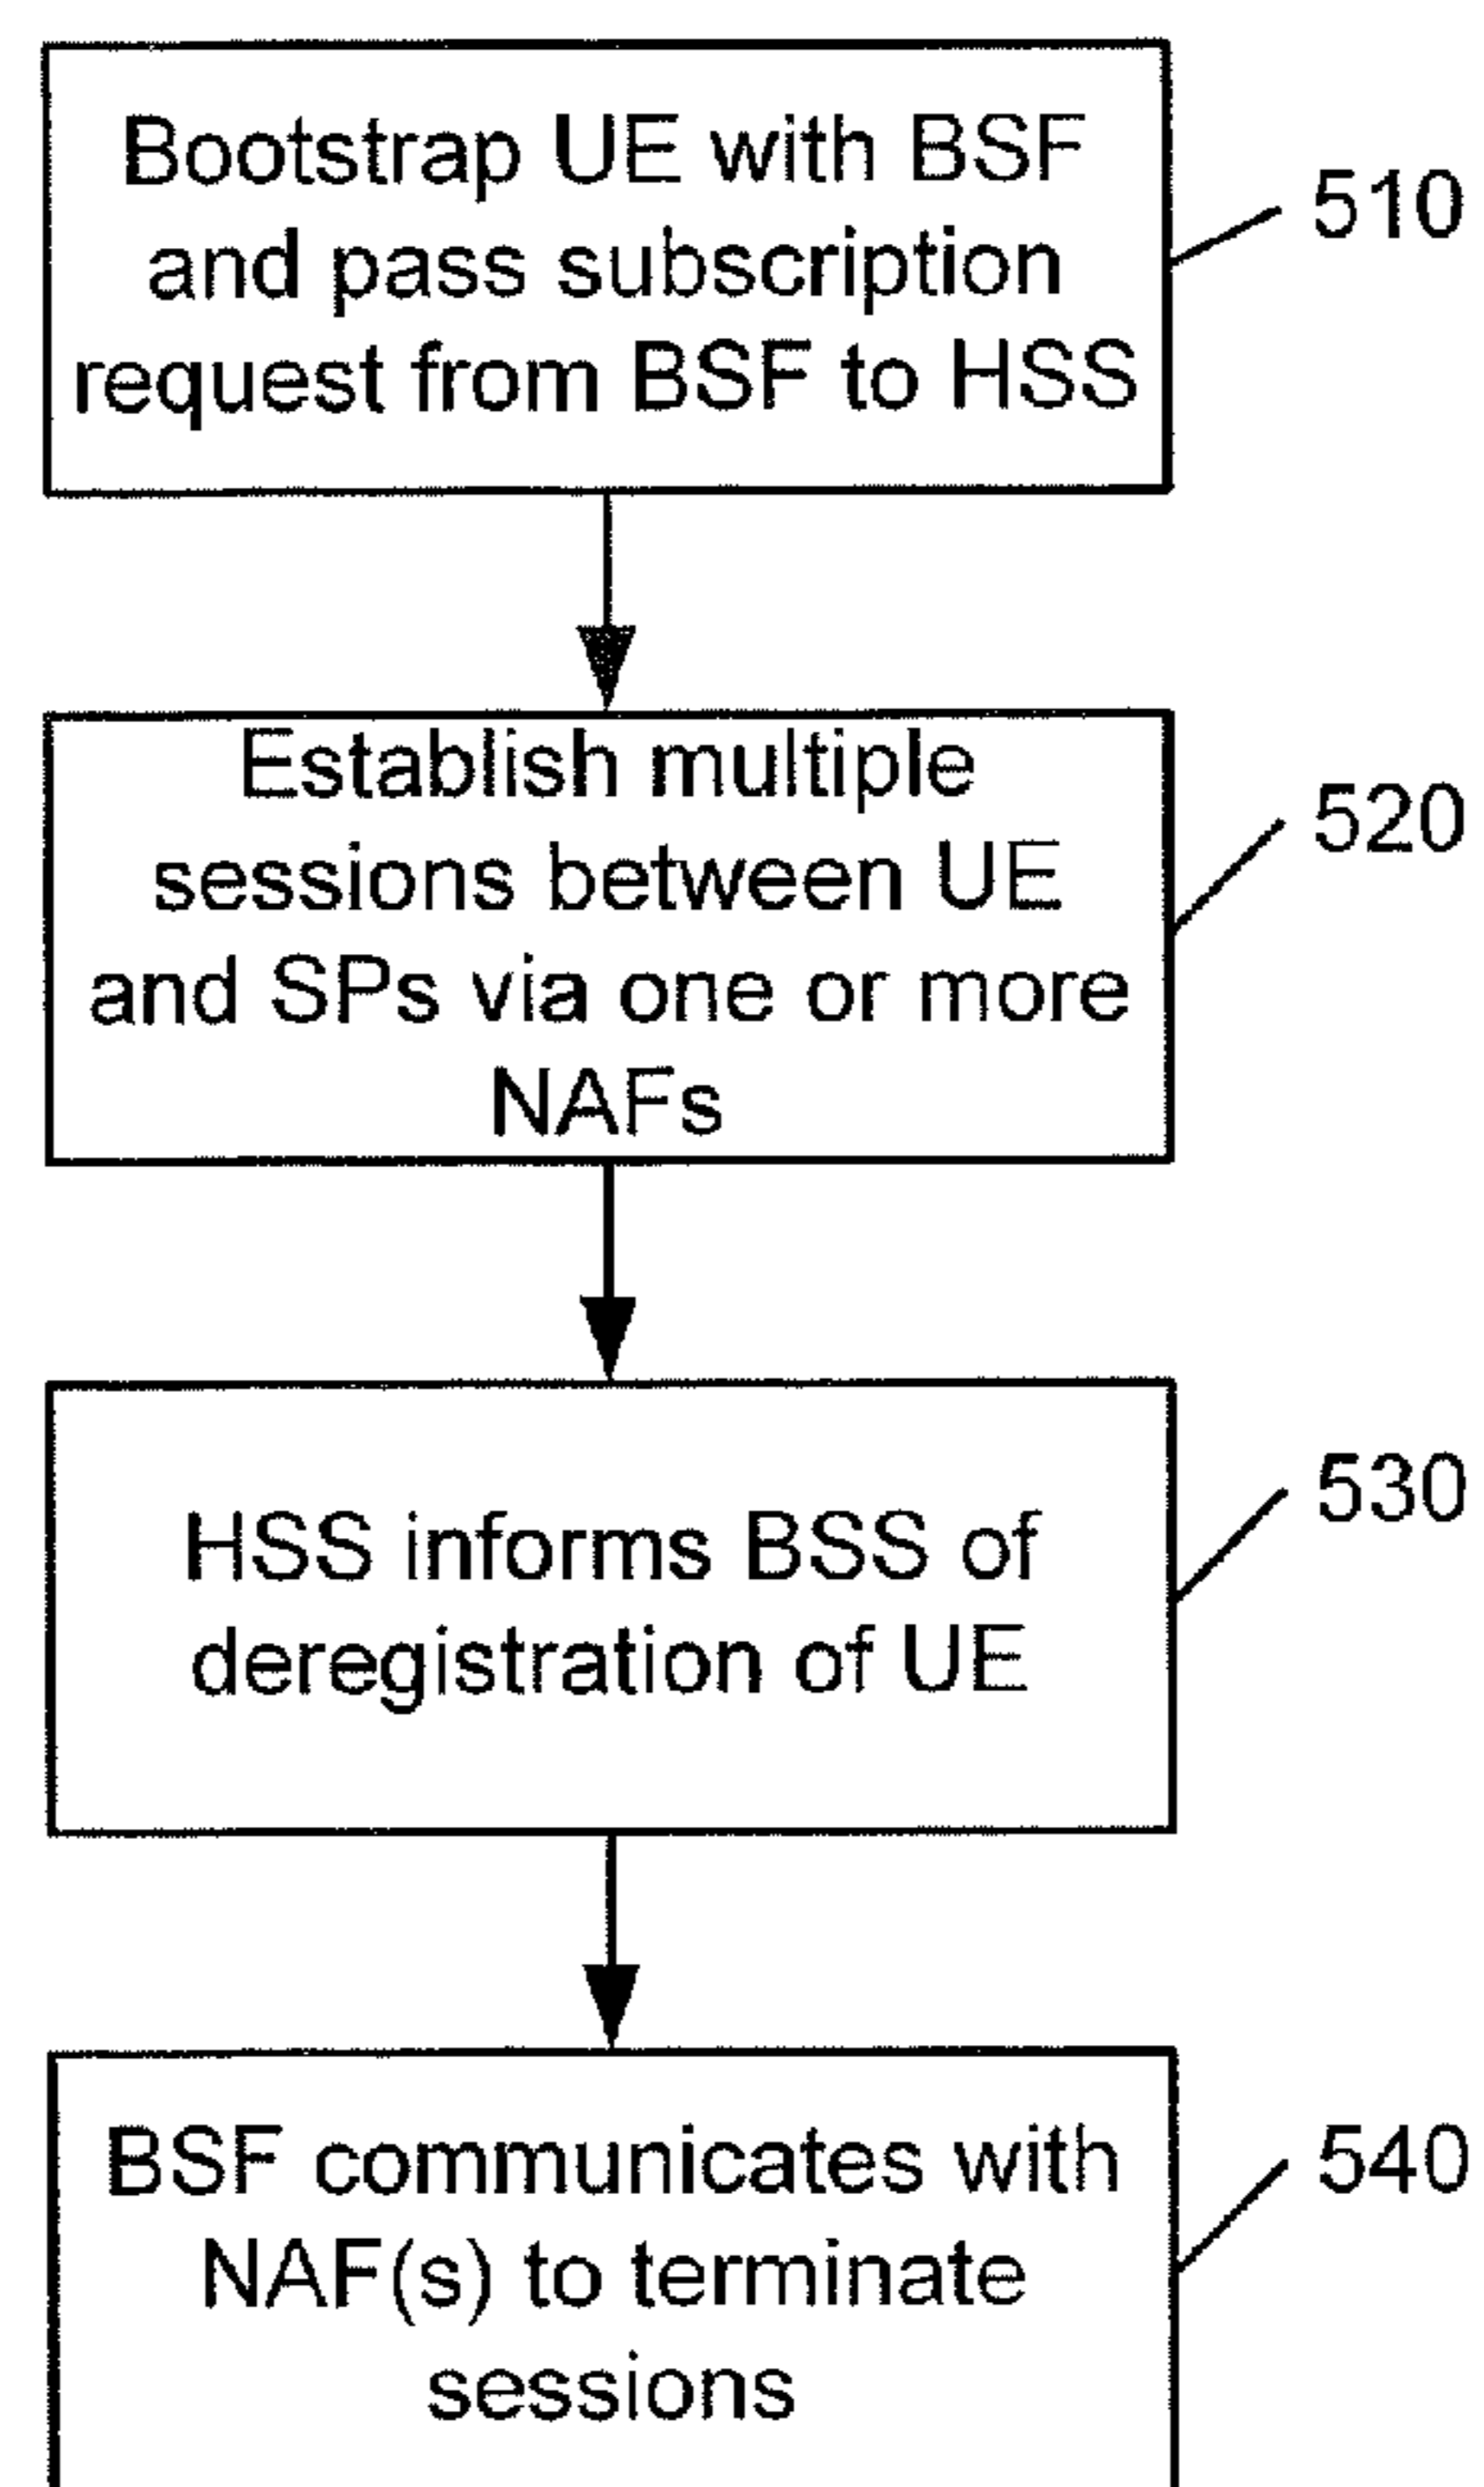 Bootstrap UE with BSF
and pass subscription
request from BSF to HSS
510
Establish multiple
sessions between UE
and SPs via one or more
NAFs
520
HSS informs BSS of
deregistration of UE
530
BSF communicates with
NAF(s) to terminate
sessions
540